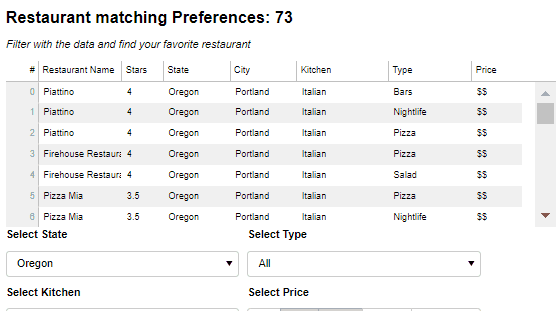 Restaurant matching Preferences: 73
Filter with the data and find your favorite restaurant
# Restaurant Name Stars State City Kitchen Type Price
0 Piattino 4 Oregon Portland Italian Bars $$
1 Piattino 4 Oregon Portland Italian Nightlife $$
2 Piattino 4 Oregon Portland Italian Pizza $$
3 Firehouse Restaura 4 Oregon Portland Italian Pizza $$
4 Firehouse Restaura 4 Oregon Portland Italian Salad $$
5 Pizza Mia 3.5 Oregon Portland Italian Pizza $$
6 Pizza Mia 3.5 Oregon Portland Italian Nightlife $$
Select State Select Type
Oregon All
Select Kitchen Select Price